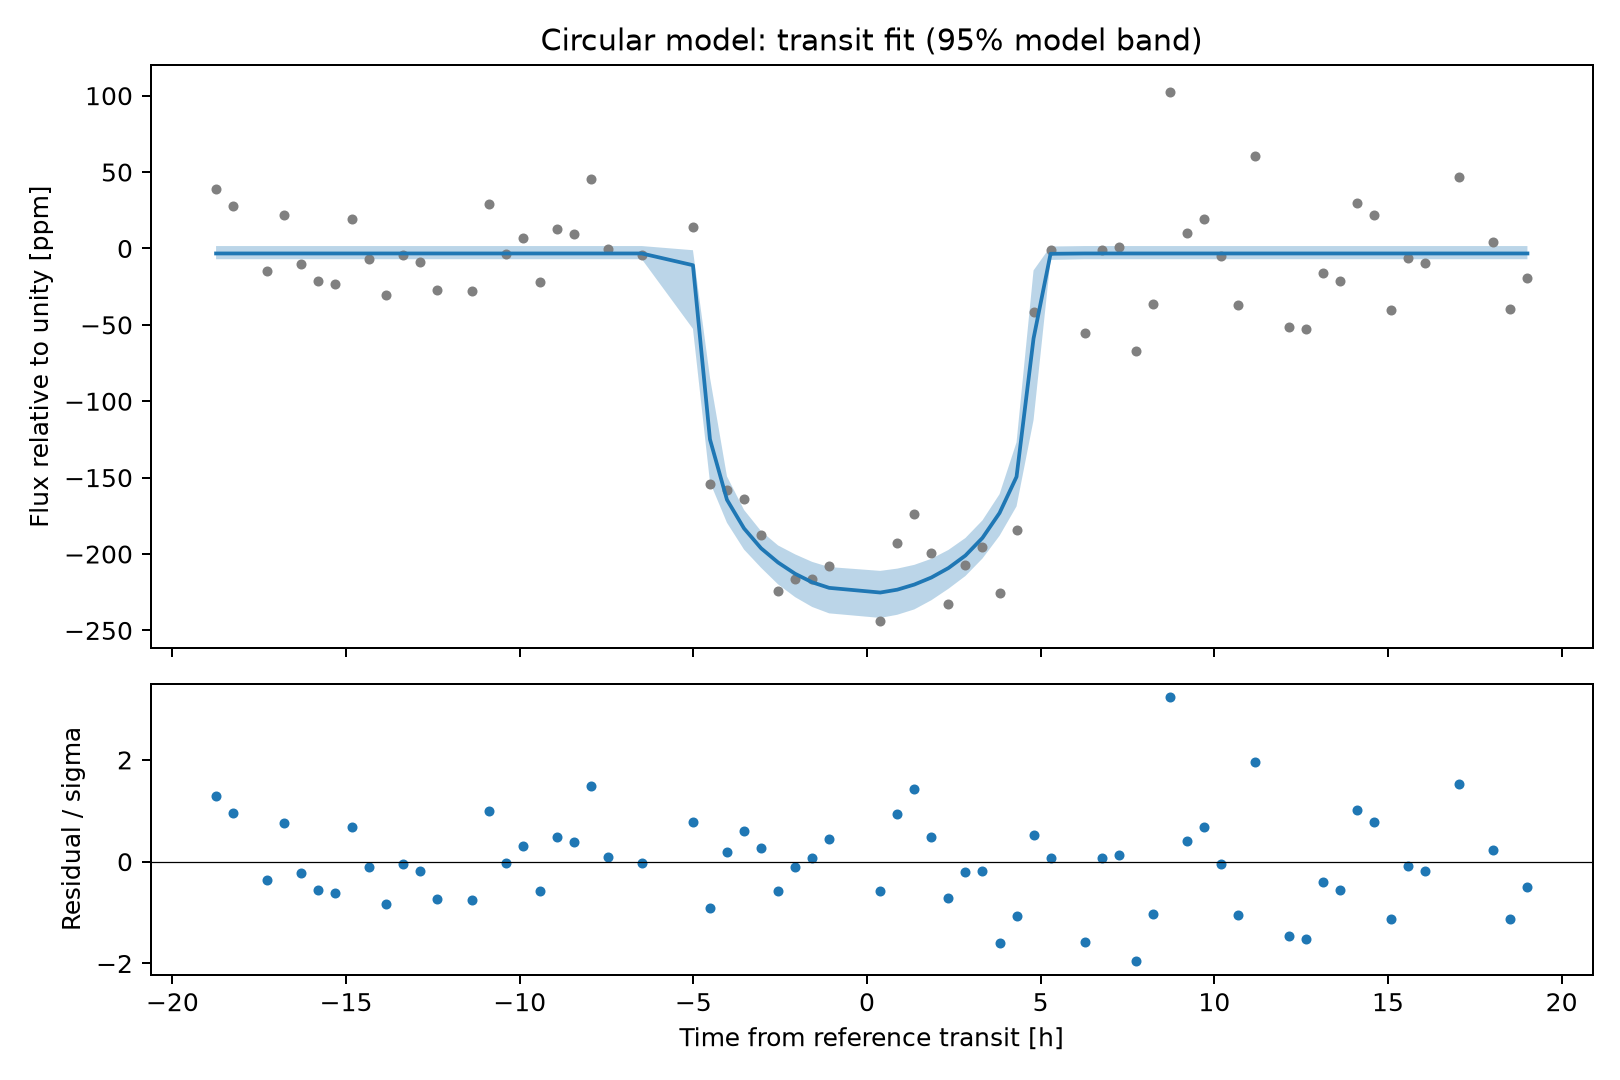 Circular model: transit fit (95% model band)
Flux relative to unity [ppm]
100
50
0
−50
−100
−150
−200
−250
Residual / sigma
2
0
−2
−20 −15 −10 −5 0 5 10 15 20
Time from reference transit [h]